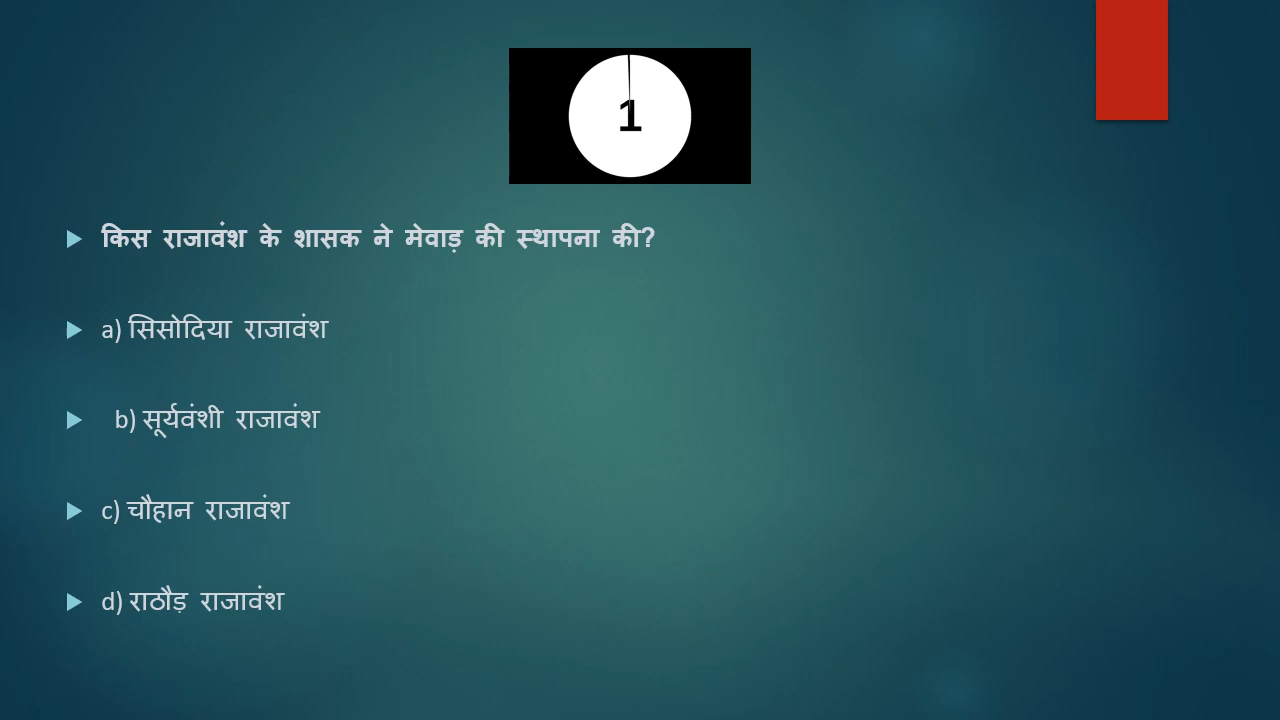 1
किस राजावंश के शासक ने मेवाड़ की स्थापना की?
a) सिसोदिया राजावंश
b) सूर्यवंशी राजावंश
c) चौहान राजावंश
d) राठौड़ राजावंश